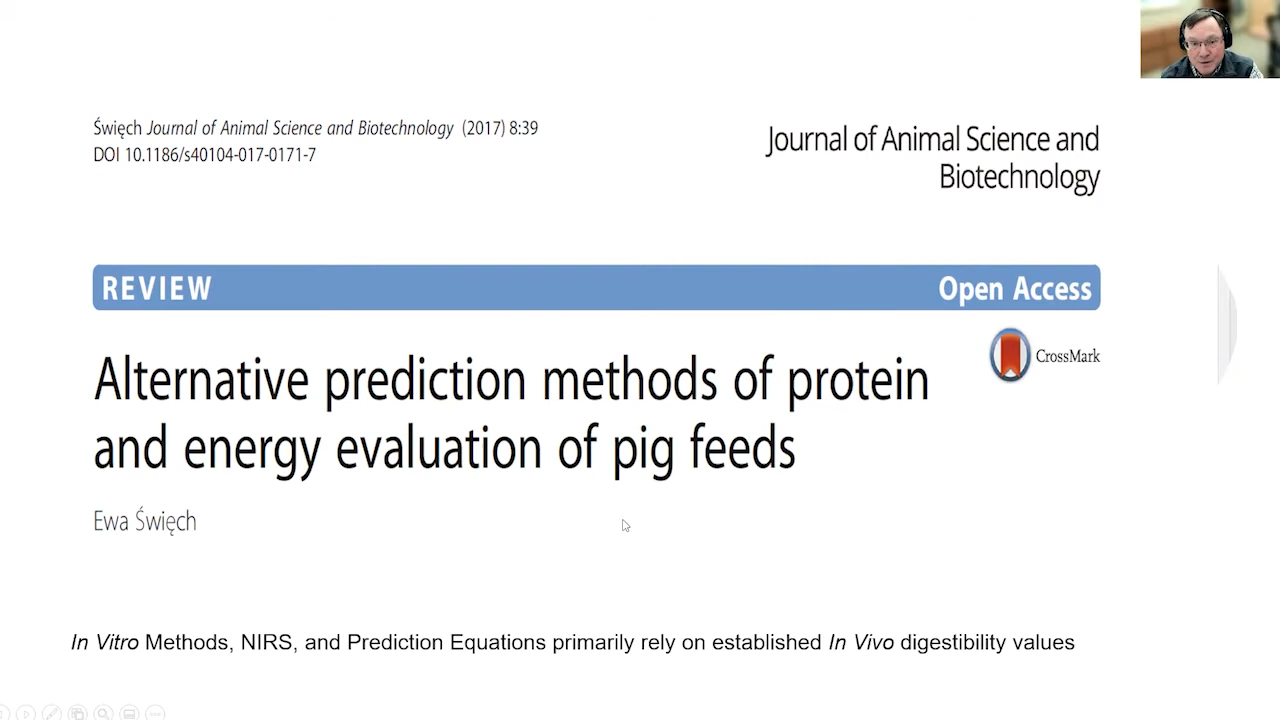 Święch Journal of Animal Science and Biotechnology (2017) 8:39
DOI 10.1186/s40104-017-0171-7
Journal of Animal Science and
Biotechnology
REVIEW
Open Access
CrossMark
Alternative prediction methods of protein
and energy evaluation of pig feeds
Ewa Święch
In Vitro Methods, NIRS, and Prediction Equations primarily rely on established In Vivo digestibility values